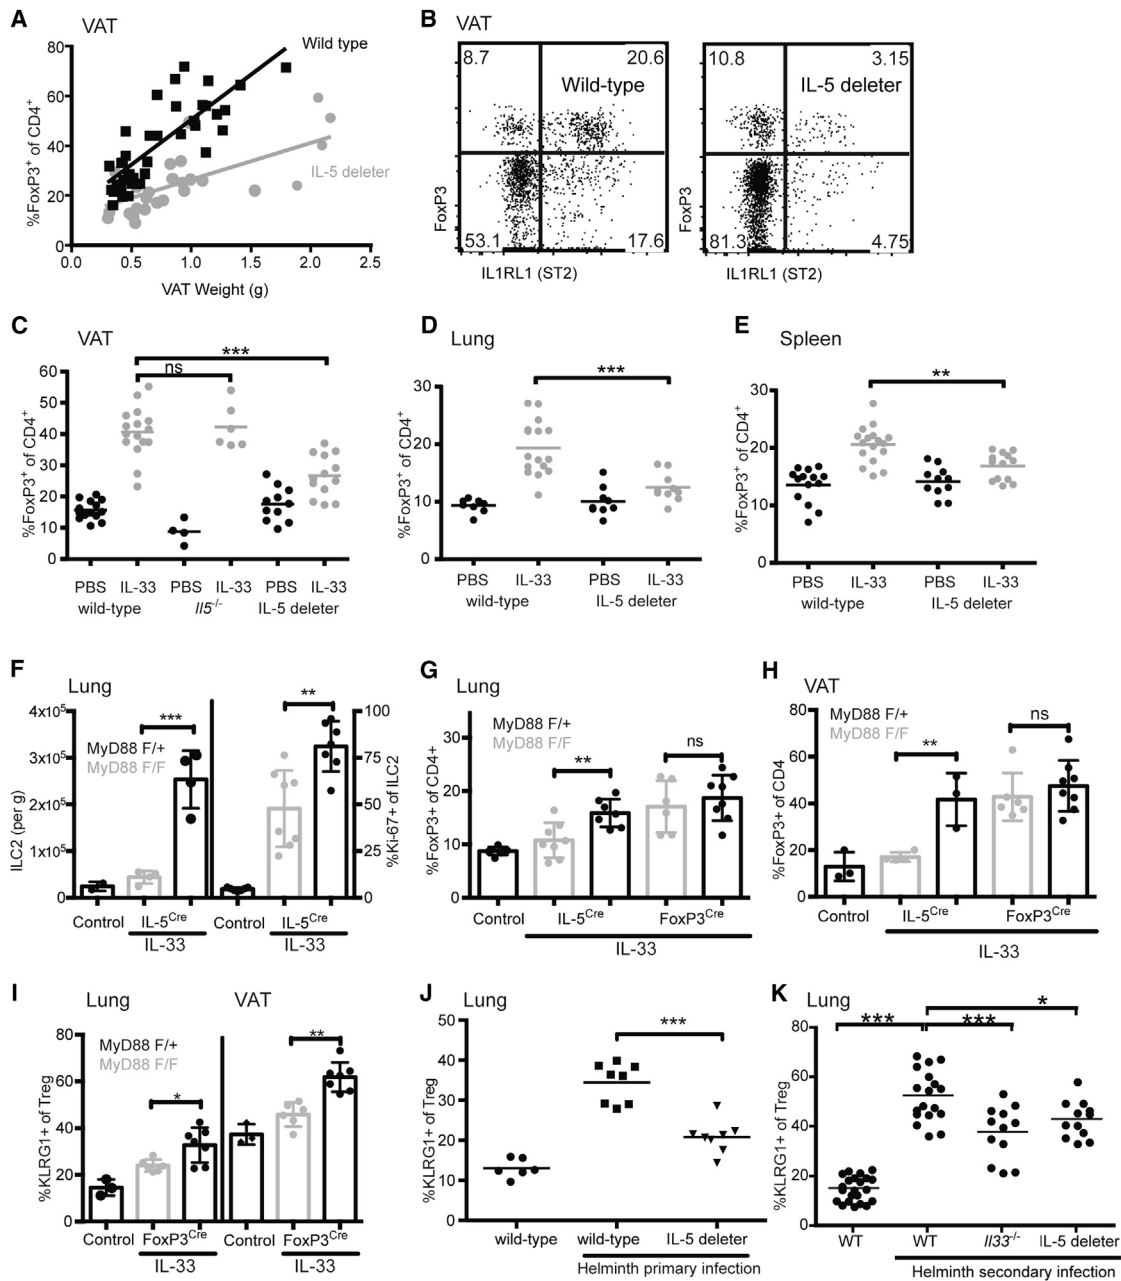 A
VAT
80
60
40
20
0
%FoxP3⁺ of CD4⁺
Wild type
IL-5 deleter
0.0 0.5 1.0 1.5 2.0 2.5
VAT Weight (g)
B
VAT
8.7 20.6
Wild-type
53.1 17.6
FoxP3
IL1RL1 (ST2)
10.8 3.15
IL-5 deleter
81.3 4.75
FoxP3
IL1RL1 (ST2)
C
VAT
***
ns
60
50
40
30
20
10
0
%FoxP3⁺ of CD4⁺
PBS IL-33 PBS IL-33 PBS IL-33
wild-type Il5⁻/⁻ IL-5 deleter
D
Lung
***
30
20
10
0
%FoxP3⁺ of CD4⁺
PBS IL-33 PBS IL-33
wild-type IL-5 deleter
E
Spleen
**
30
20
10
0
%FoxP3⁺ of CD4⁺
PBS IL-33 PBS IL-33
wild-type IL-5 deleter
F
Lung
4x10⁵
3x10⁵
2x10⁵
1x10⁵
0
ILC2 (per g)
***
**
MyD88 F/+
MyD88 F/F
100
75
50
25
0
%Ki-67+ of ILC2
Control IL-5ᶜʳᵉ Control IL-5ᶜʳᵉ
IL-33 IL-33
G
Lung
30
20
10
0
%FoxP3+ of CD4+
MyD88 F/+
MyD88 F/F
**
ns
Control IL-5ᶜʳᵉ FoxP3ᶜʳᵉ
IL-33
H
VAT
80
60
40
20
0
%FoxP3+ of CD4
MyD88 F/+
MyD88 F/F
**
ns
Control IL-5ᶜʳᵉ FoxP3ᶜʳᵉ
IL-33
I
Lung VAT
80
60
40
20
0
%KLRG1+ of Treg
MyD88 F/+
MyD88 F/F
*
**
Control FoxP3ᶜʳᵉ Control FoxP3ᶜʳᵉ
IL-33 IL-33
J
Lung
50
40
30
20
10
0
%KLRG1+ of Treg
***
wild-type wild-type IL-5 deleter
Helminth primary infection
K
Lung
*
*** ***
80
60
40
20
0
%KLRG1+ of Treg
WT WT Il33⁻/⁻ IL-5 deleter
Helminth secondary infection